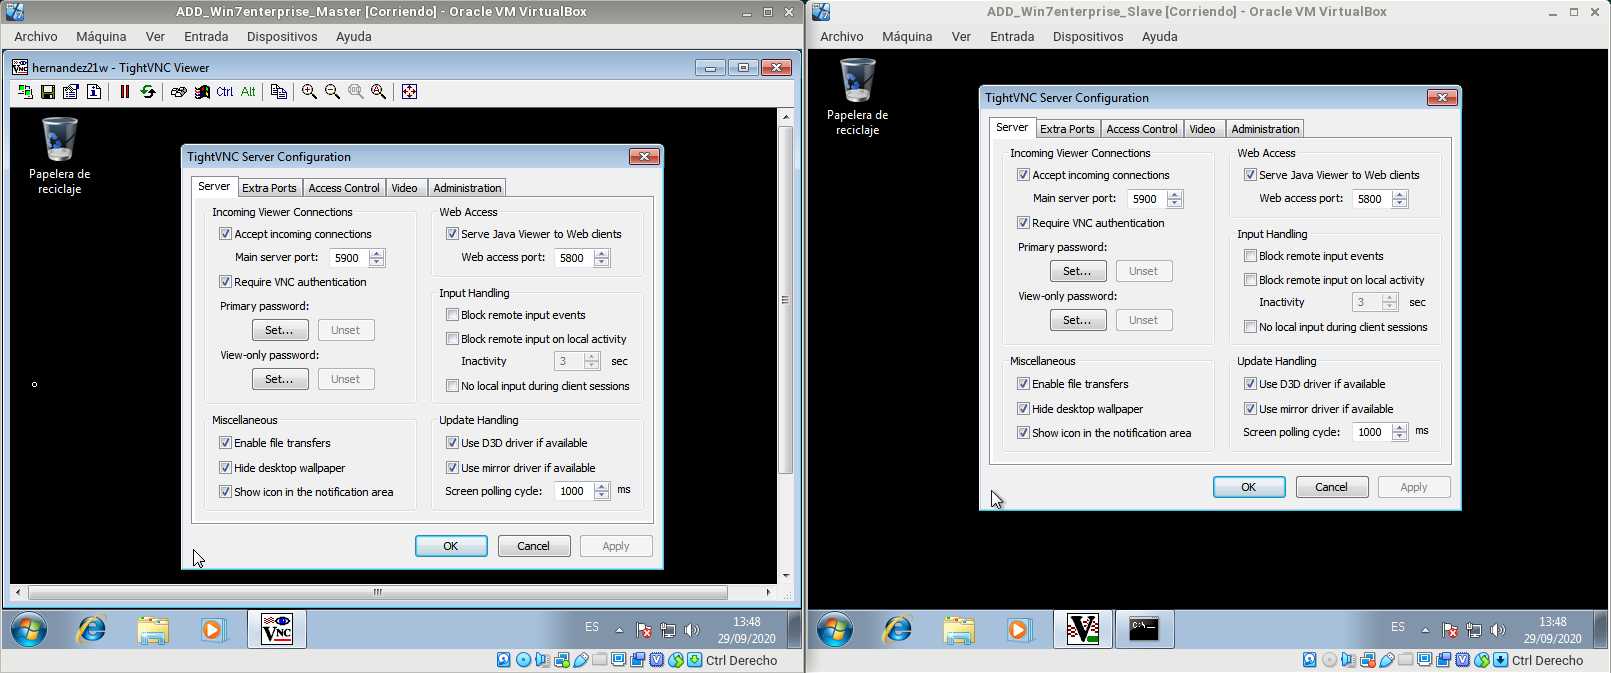 ADD_Win7enterprise_Master [Corriendo] - Oracle VM VirtualBox
Archivo Máquina Ver Entrada Dispositivos Ayuda
hernandez21w - TightVNC Viewer
Ctrl Alt
Papelera de
reciclaje
TightVNC Server Configuration
Server Extra Ports Access Control Video Administration
Incoming Viewer Connections
Accept incoming connections
Main server port: 5900
Require VNC authentication
Primary password:
Set... Unset
View-only password:
Set... Unset
Miscellaneous
Enable file transfers
Hide desktop wallpaper
Show icon in the notification area
Web Access
Serve Java Viewer to Web clients
Web access port: 5800
Input Handling
Block remote input events
Block remote input on local activity
Inactivity 3 sec
No local input during client sessions
Update Handling
Use D3D driver if available
Use mirror driver if available
Screen polling cycle: 1000 ms
OK Cancel Apply
VNC
ES 13:48
29/09/2020
Ctrl Derecho
ADD_Win7enterprise_Slave [Corriendo] - Oracle VM VirtualBox
Archivo Máquina Ver Entrada Dispositivos Ayuda
Papelera de
reciclaje
TightVNC Server Configuration
Server Extra Ports Access Control Video Administration
Incoming Viewer Connections
Accept incoming connections
Main server port: 5900
Require VNC authentication
Primary password:
Set... Unset
View-only password:
Set... Unset
Miscellaneous
Enable file transfers
Hide desktop wallpaper
Show icon in the notification area
Web Access
Serve Java Viewer to Web clients
Web access port: 5800
Input Handling
Block remote input events
Block remote input on local activity
Inactivity 3 sec
No local input during client sessions
Update Handling
Use D3D driver if available
Use mirror driver if available
Screen polling cycle: 1000 ms
OK Cancel Apply
C:\._
ES 13:48
29/09/2020
Ctrl Derecho